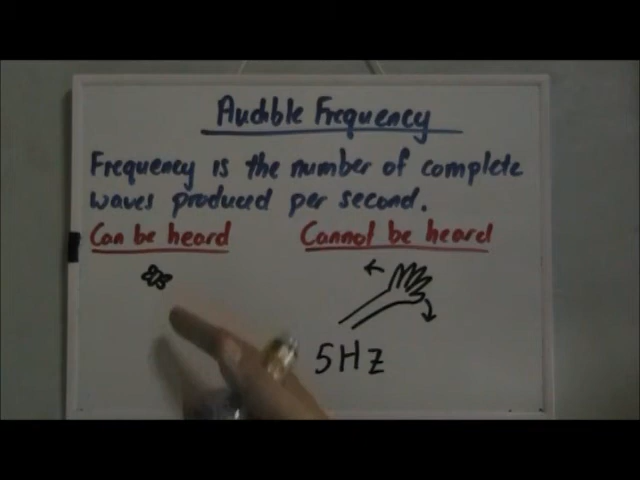 Audible Frequency
Frequency is the number of complete
waves produced per second.
Can be heard
Cannot be heard
5Hz